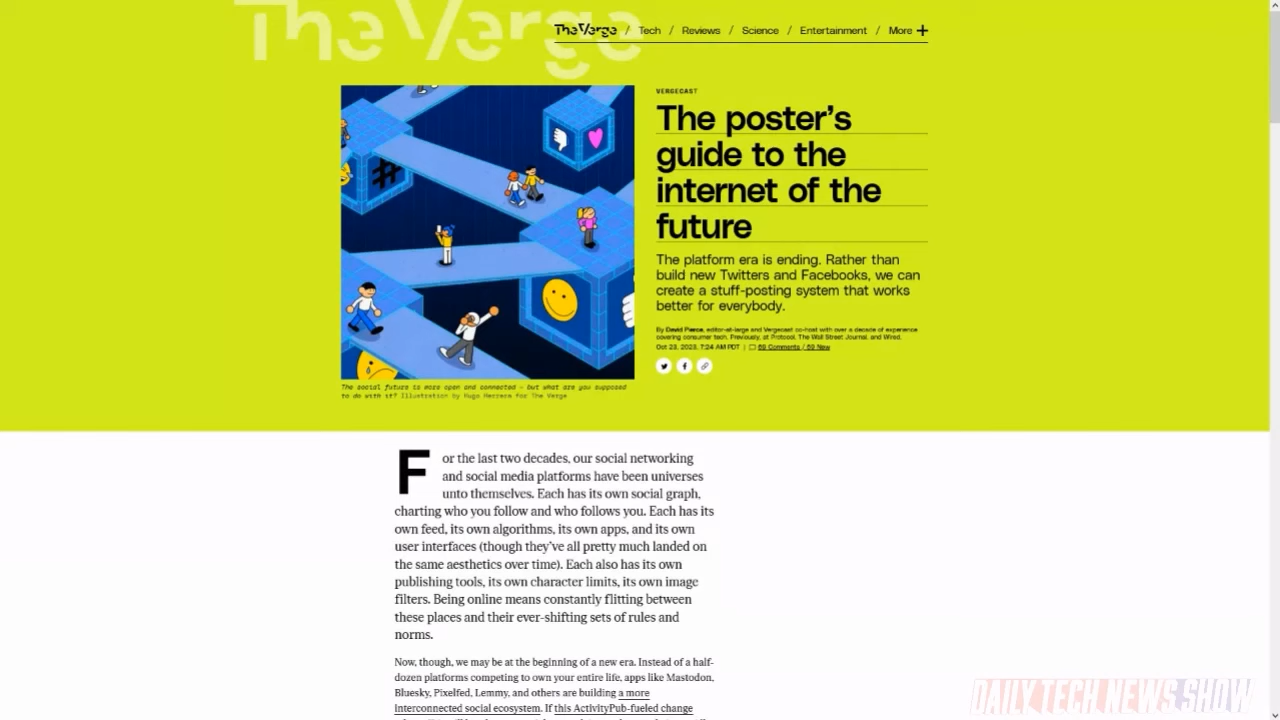 The Verge
The Verge / Tech / Reviews / Science / Entertainment / More +
VERGECAST
The poster's
guide to the
internet of the
future
The platform era is ending. Rather than
build new Twitters and Facebooks, we can
create a stuff-posting system that works
better for everybody.
By David Pierce, editor-at-large and Vergecast co-host with over a decade of experience
covering consumer tech. Previously, at Protocol, The Wall Street Journal, and Wired.
Oct 23, 2023, 7:24 AM PDT | 69 Comments / 69 New
#
The social future is more open and connected — but what are you supposed
to do with it? Illustration by Hugo Herrera for The Verge
For the last two decades, our social networking
and social media platforms have been universes
unto themselves. Each has its own social graph,
charting who you follow and who follows you. Each has its
own feed, its own algorithms, its own apps, and its own
user interfaces (though they've all pretty much landed on
the same aesthetics over time). Each also has its own
publishing tools, its own character limits, its own image
filters. Being online means constantly flitting between
these places and their ever-shifting sets of rules and
norms.
Now, though, we may be at the beginning of a new era. Instead of a half-
dozen platforms competing to own your entire life, apps like Mastodon,
Bluesky, Pixelfed, Lemmy, and others are building a more
interconnected social ecosystem. If this ActivityPub-fueled change
DAILY TECH NEWS SHOW